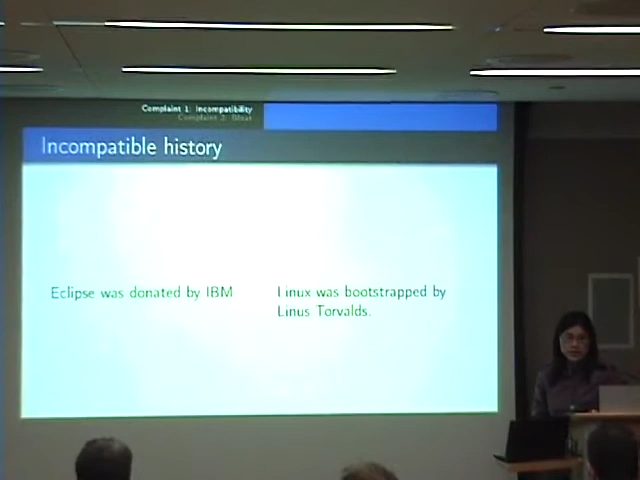 Complaint 1: Incompatibility
Complaint 2: Bloat
Incompatible history
Eclipse was donated by IBM
Linux was bootstrapped by
Linus Torvalds.